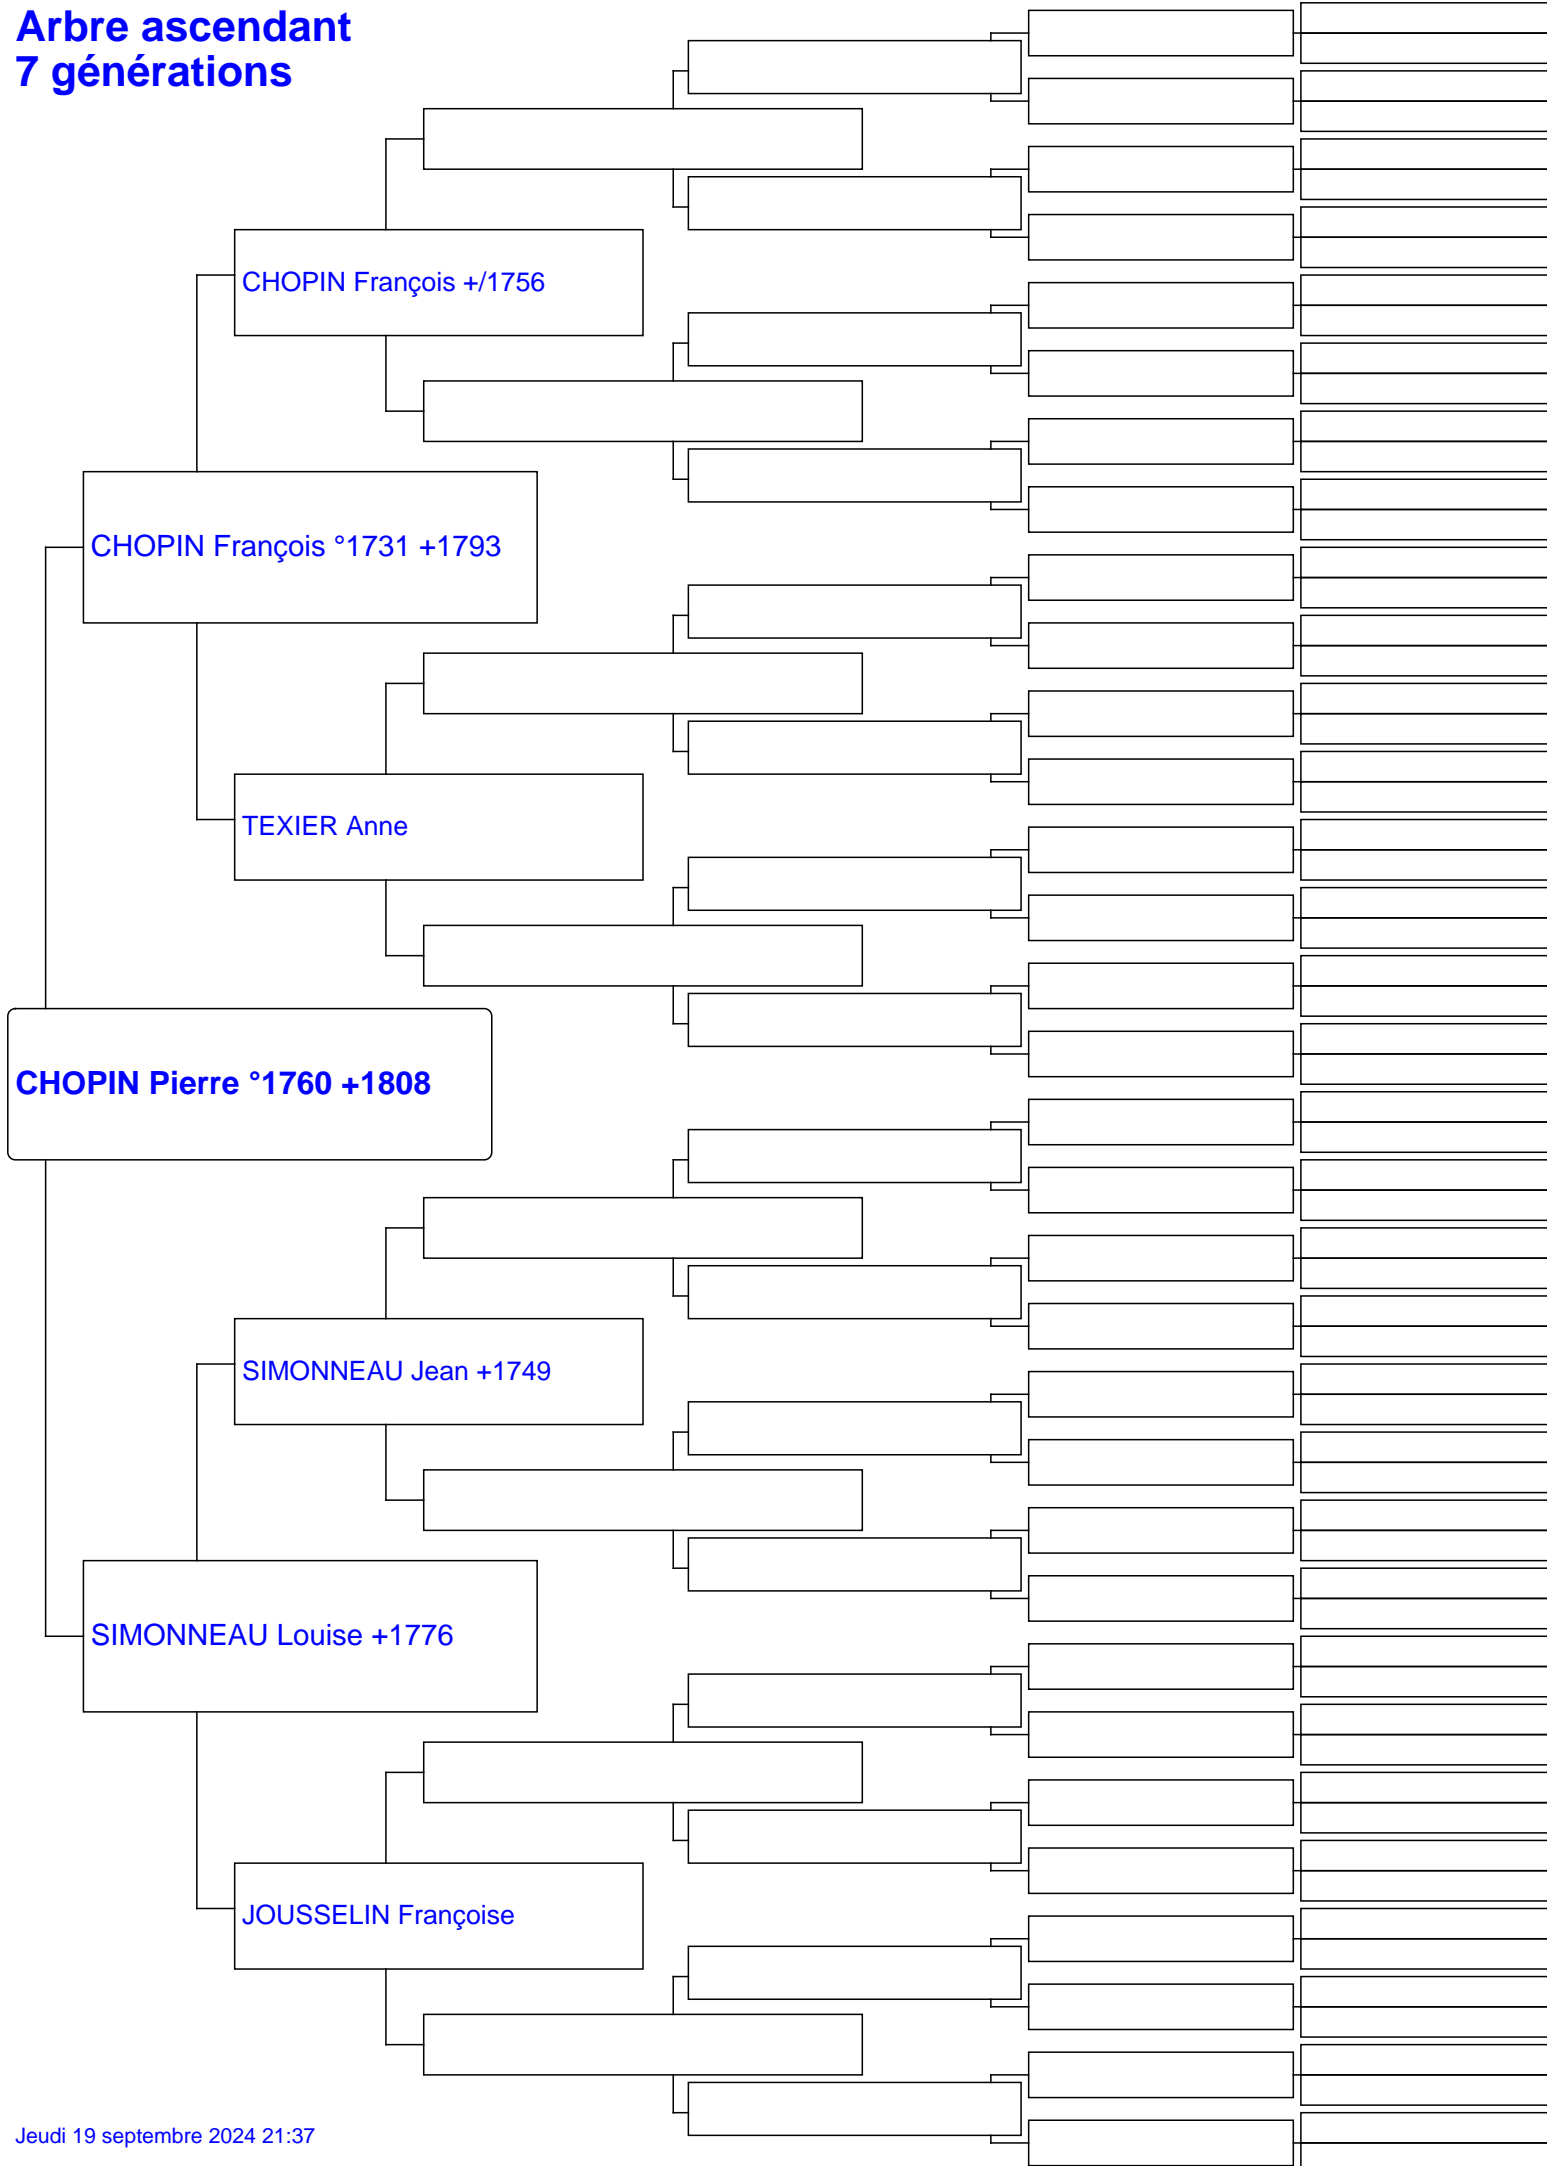 Arbre ascendant
7 générations
CHOPIN François +/1756
CHOPIN François °1731 +1793
TEXIER Anne
CHOPIN Pierre °1760 +1808
SIMONNEAU Jean +1749
SIMONNEAU Louise +1776
JOUSSELIN Françoise
Jeudi 19 septembre 2024 21:37